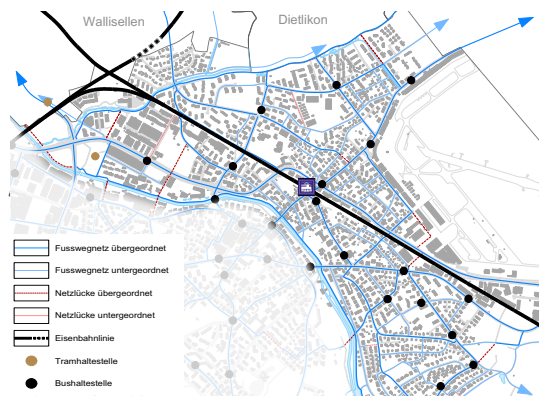 Wallisellen
Dietlikon
Fusswegnetz übergeordnet
Fusswegnetz untergeordnet
Netzlücke übergeordnet
Netzlücke untergeordnet
Eisenbahnlinie
Tramhaltestelle
Bushaltestelle